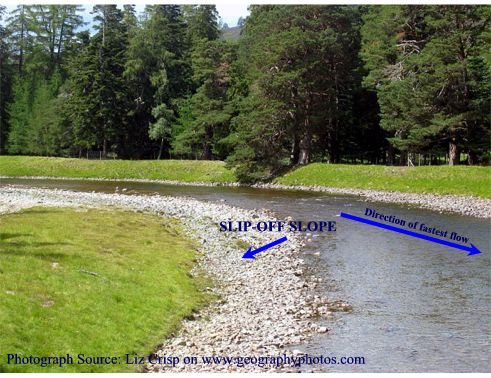 Direction of fastest flow
SLIP-OFF SLOPE
Photograph Source: Liz Crisp on www.geographyphotos.com